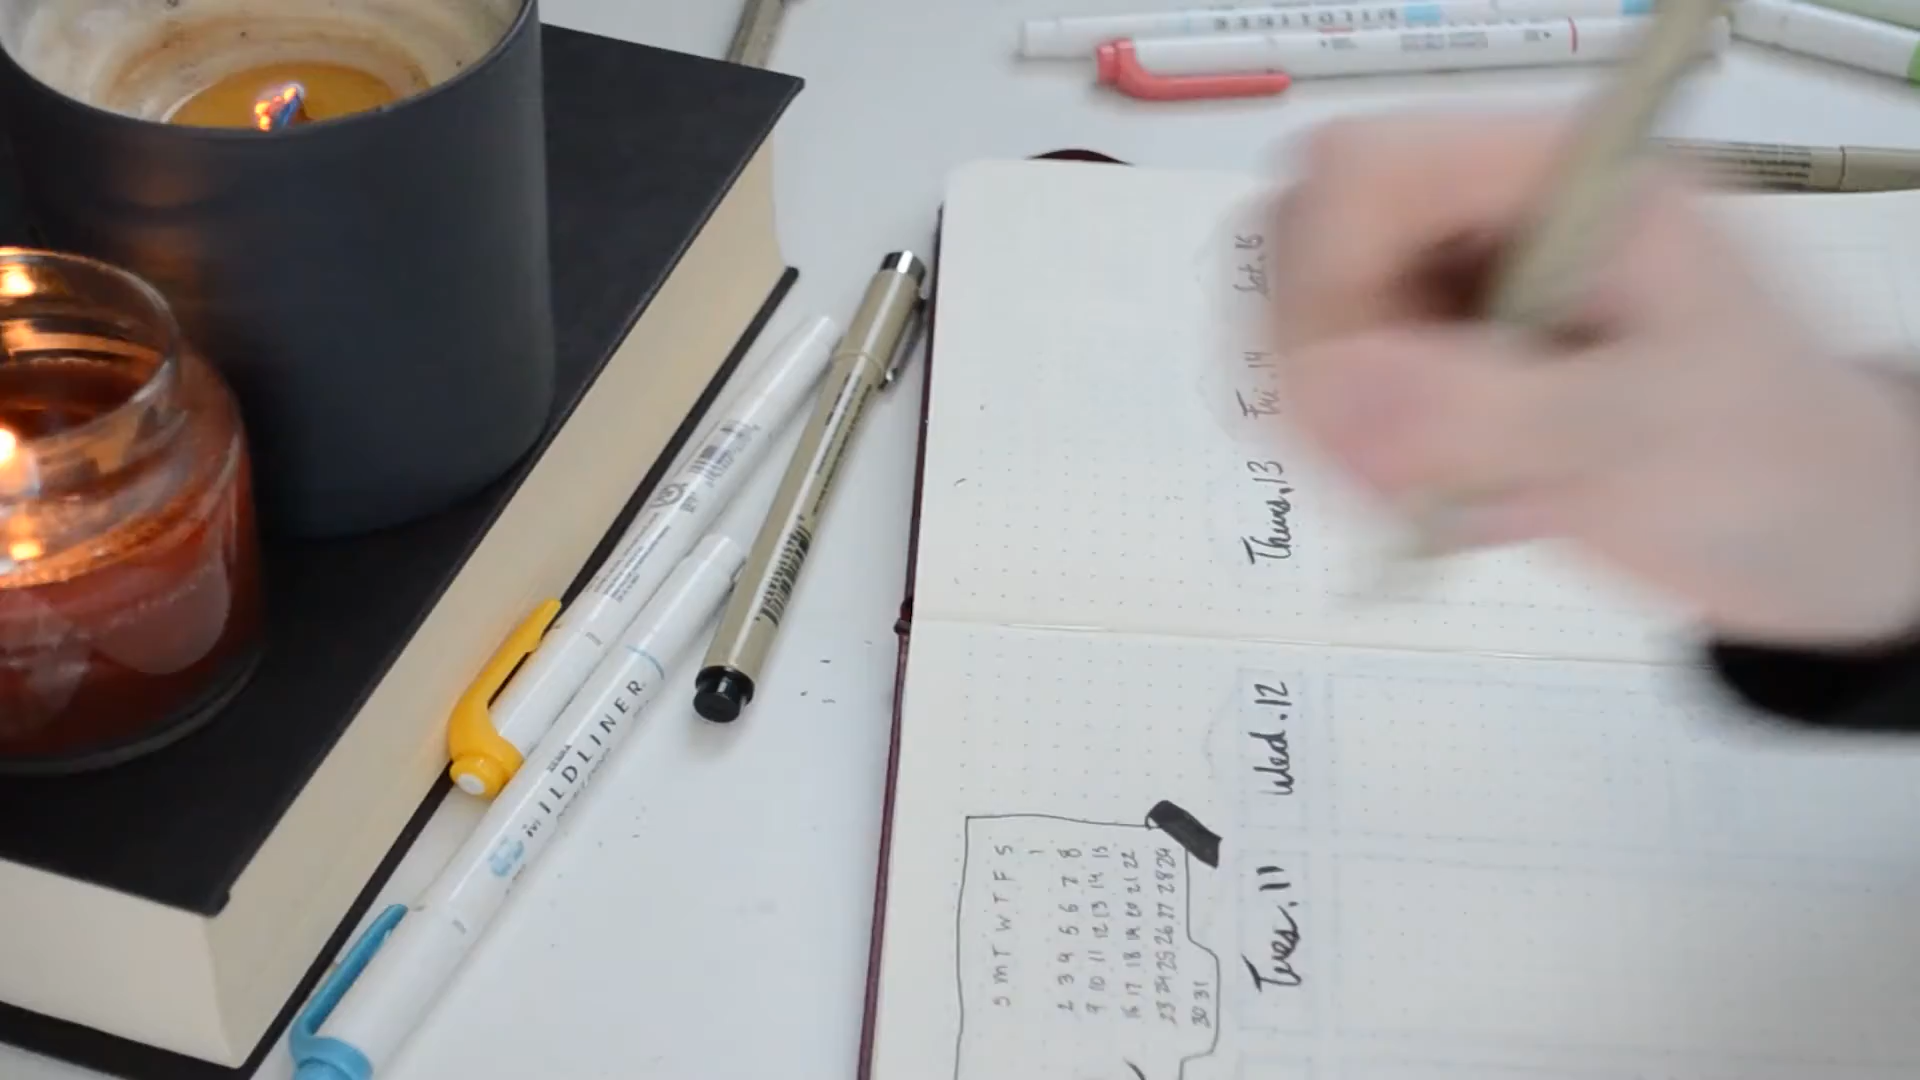 S M T W T F S
1
2 3 4 5 6 7 8
9 10 11 12 13 14 15
16 17 18 19 20 21 22
23 24 25 26 27 28 29
30 31
Tues. 11
Wed. 12
Thurs. 13
Fri. 14
Sat. 15
ZEBRA
MILDLINER
MILDLINER